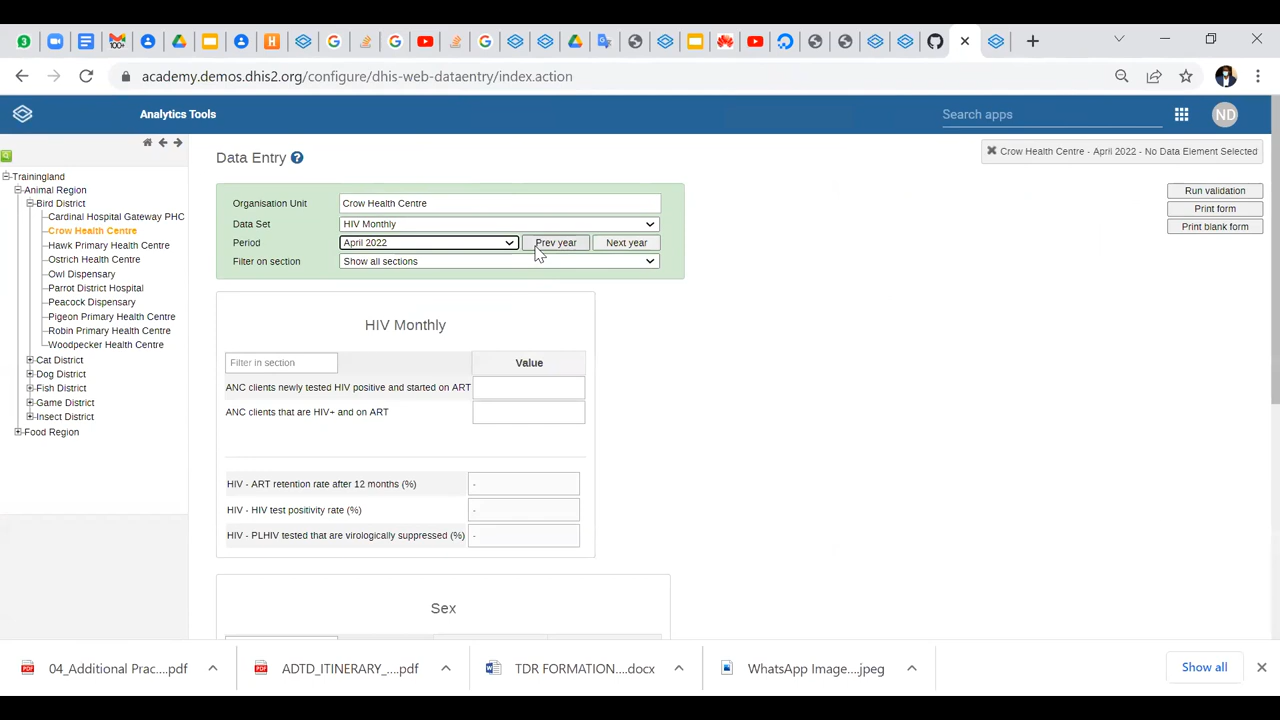 academy.demos.dhis2.org/configure/dhis-web-dataentry/index.action
Analytics Tools
Search apps
ND
Trainingland
Animal Region
Bird District
Cardinal Hospital Gateway PHC
Crow Health Centre
Hawk Primary Health Centre
Ostrich Health Centre
Owl Dispensary
Parrot District Hospital
Peacock Dispensary
Pigeon Primary Health Centre
Robin Primary Health Centre
Woodpecker Health Centre
Cat District
Dog District
Fish District
Game District
Insect District
Food Region
Data Entry
Crow Health Centre - April 2022 - No Data Element Selected
Organisation Unit Crow Health Centre
Data Set HIV Monthly
Period April 2022 Prev year Next year
Filter on section Show all sections
Run validation
Print form
Print blank form
HIV Monthly
Filter in section Value
ANC clients newly tested HIV positive and started on ART
ANC clients that are HIV+ and on ART
HIV - ART retention rate after 12 months (%) -
HIV - HIV test positivity rate (%) -
HIV - PLHIV tested that are virologically suppressed (%) -
Sex
04_Additional Prac....pdf ADTD_ITINERARY_....pdf TDR FORMATION....docx WhatsApp Image....jpeg Show all